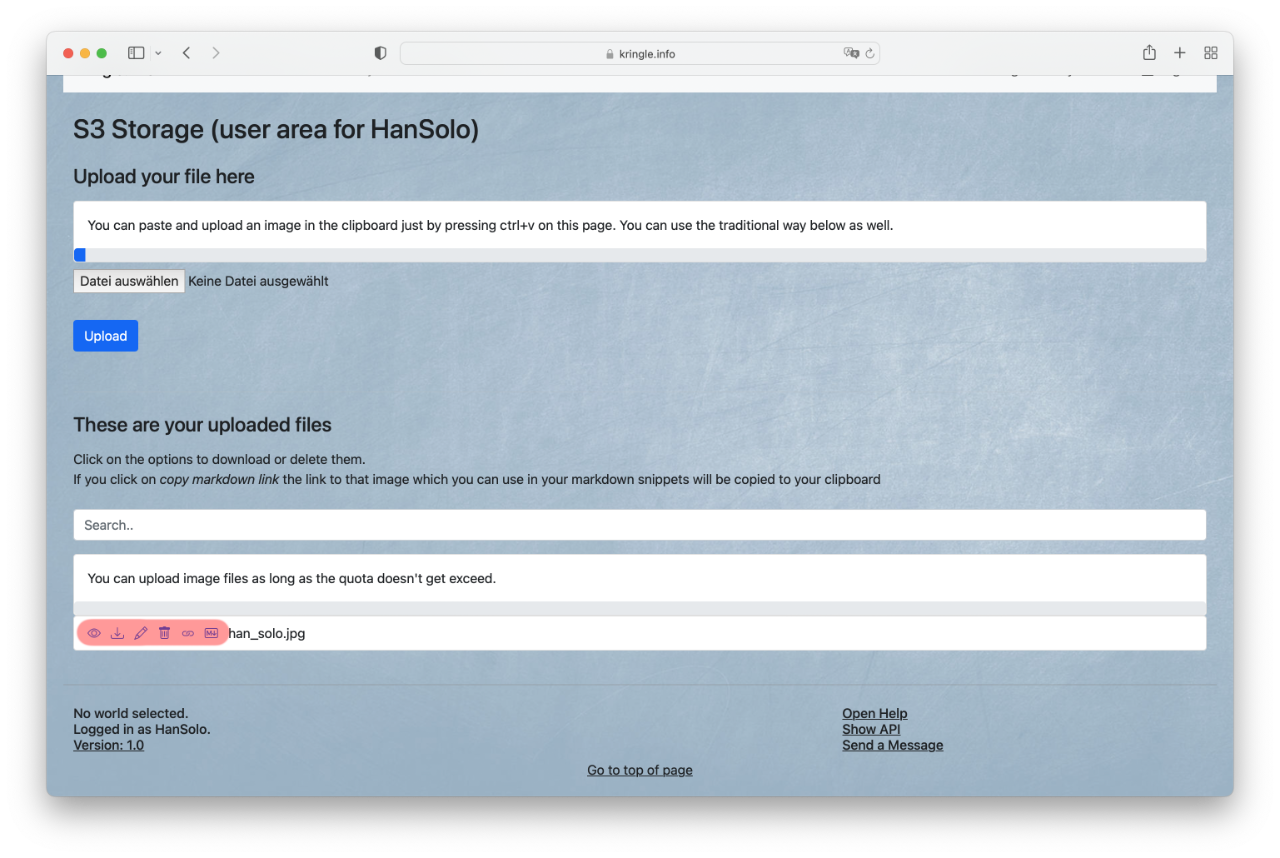 kringle.info
S3 Storage (user area for HanSolo)
Upload your file here
You can paste and upload an image in the clipboard just by pressing ctrl+v on this page. You can use the traditional way below as well.
Datei auswählen Keine Datei ausgewählt
Upload
These are your uploaded files
Click on the options to download or delete them.
If you click on copy markdown link the link to that image which you can use in your markdown snippets will be copied to your clipboard
Search..
You can upload image files as long as the quota doesn't get exceed.
han_solo.jpg
No world selected.
Logged in as HanSolo.
Version: 1.0
Open Help
Show API
Send a Message
Go to top of page